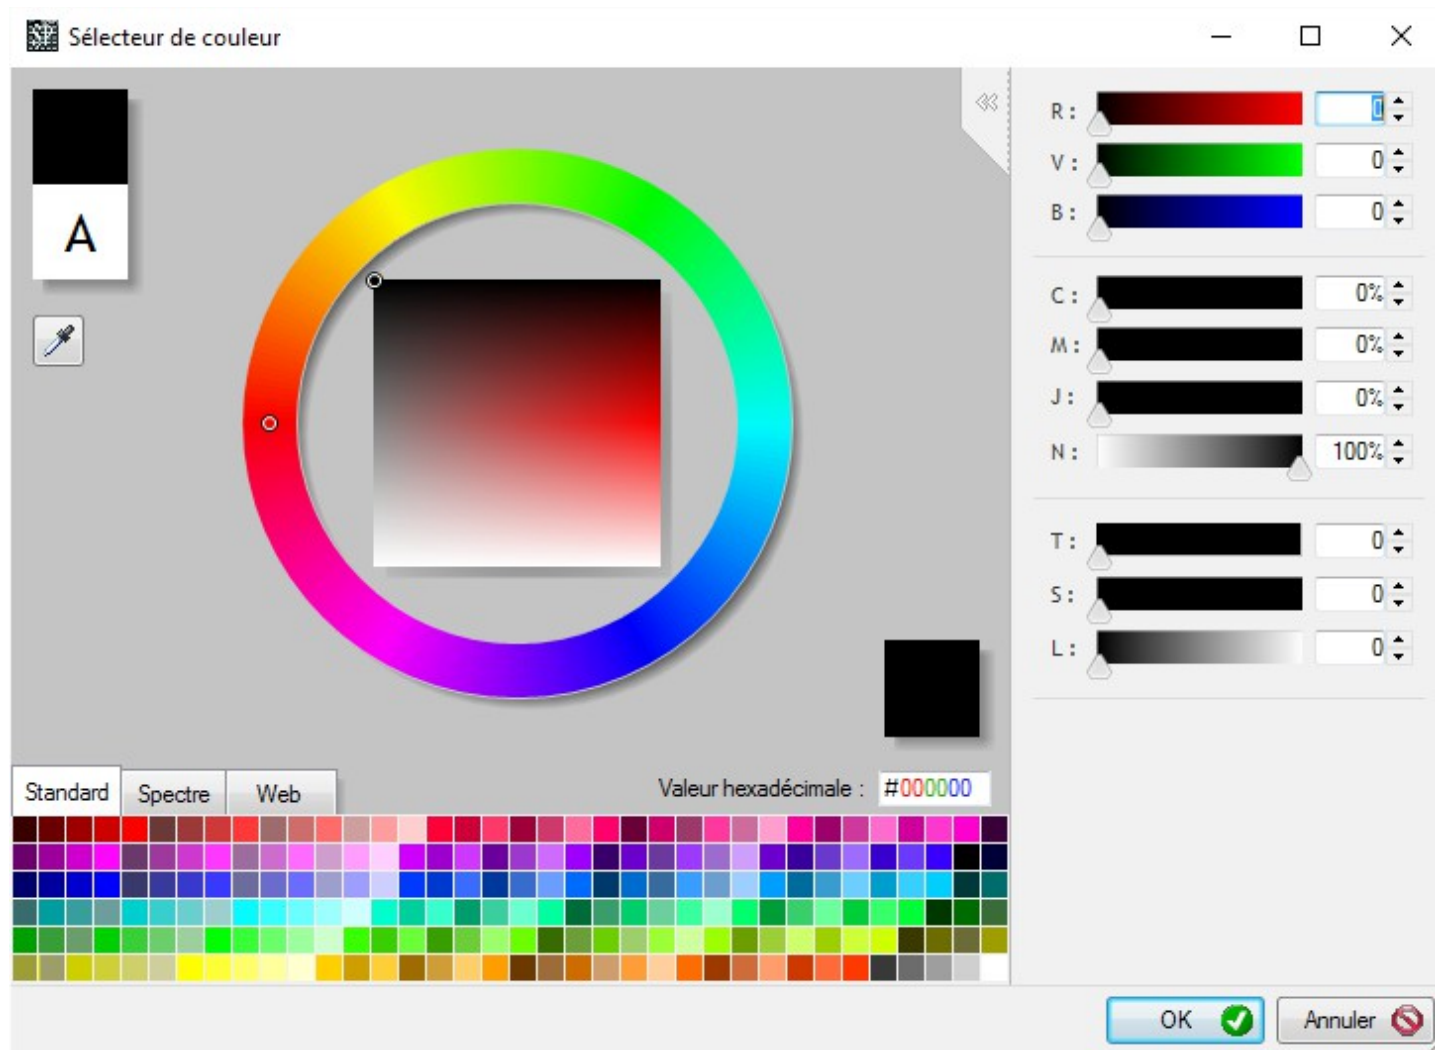 Sélecteur de couleur
A
R : 0
V : 0
B : 0
C : 0%
M : 0%
J : 0%
N : 100%
T : 0
S : 0
L : 0
Standard Spectre Web
Valeur hexadécimale : #000000
OK Annuler